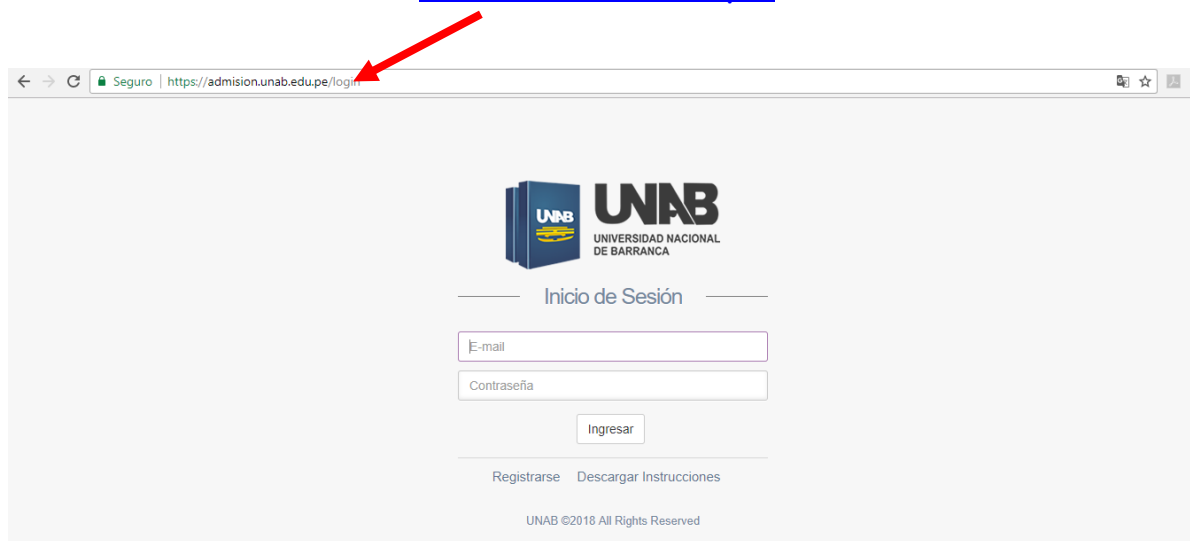 Seguro | https://admision.unab.edu.pe/login
UNAB
UNAB
UNIVERSIDAD NACIONAL
DE BARRANCA
Inicio de Sesión
E-mail
Contraseña
Ingresar
Registrarse Descargar Instrucciones
UNAB ©2018 All Rights Reserved